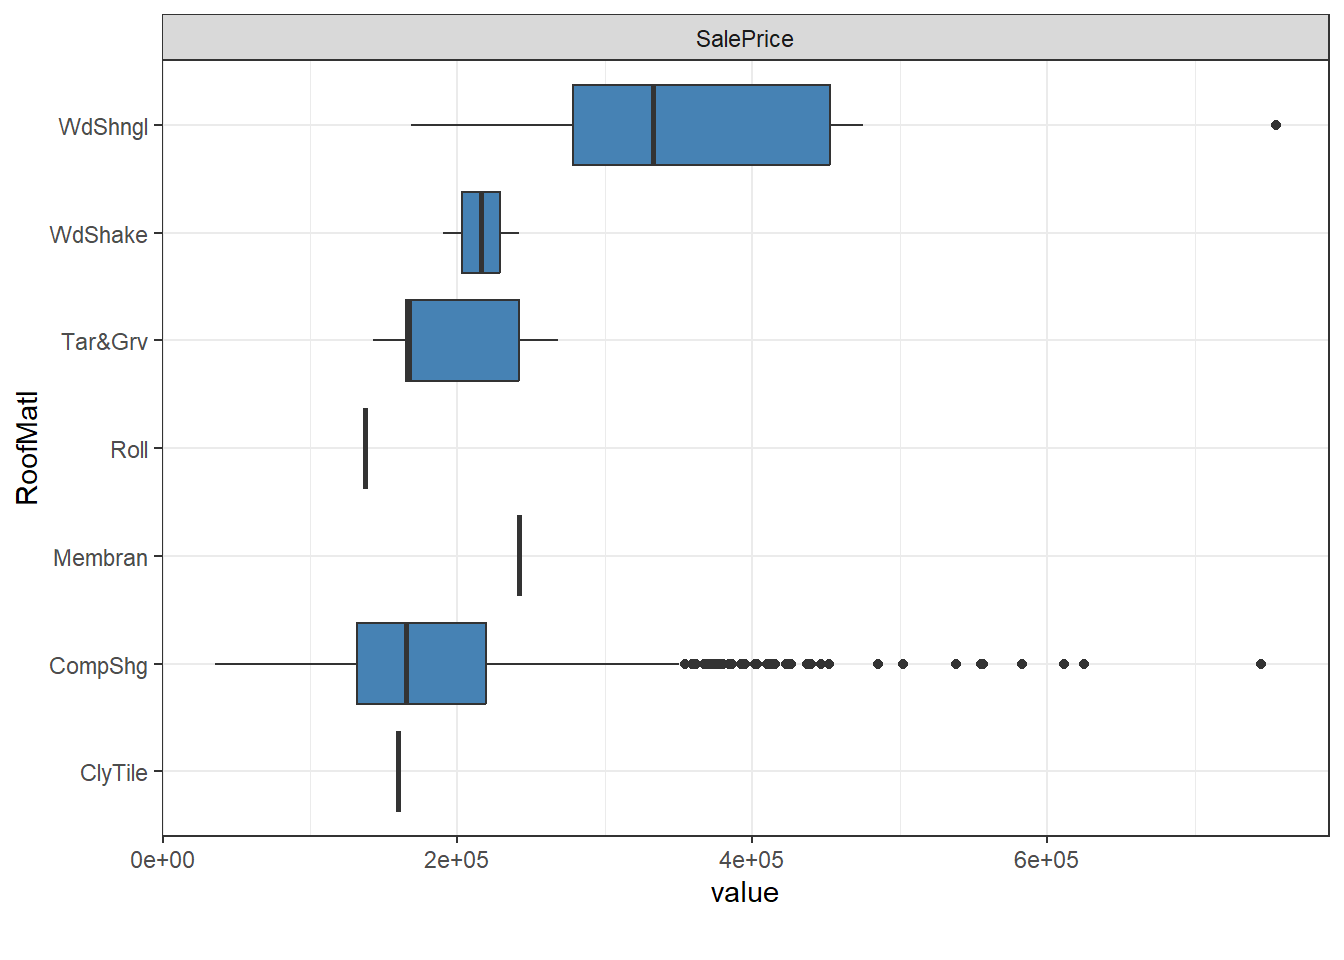 SalePrice
WdShngl
WdShake
Tar&Grv
Roll
Membran
CompShg
ClyTile
RoofMatl
0e+00 2e+05 4e+05 6e+05
value